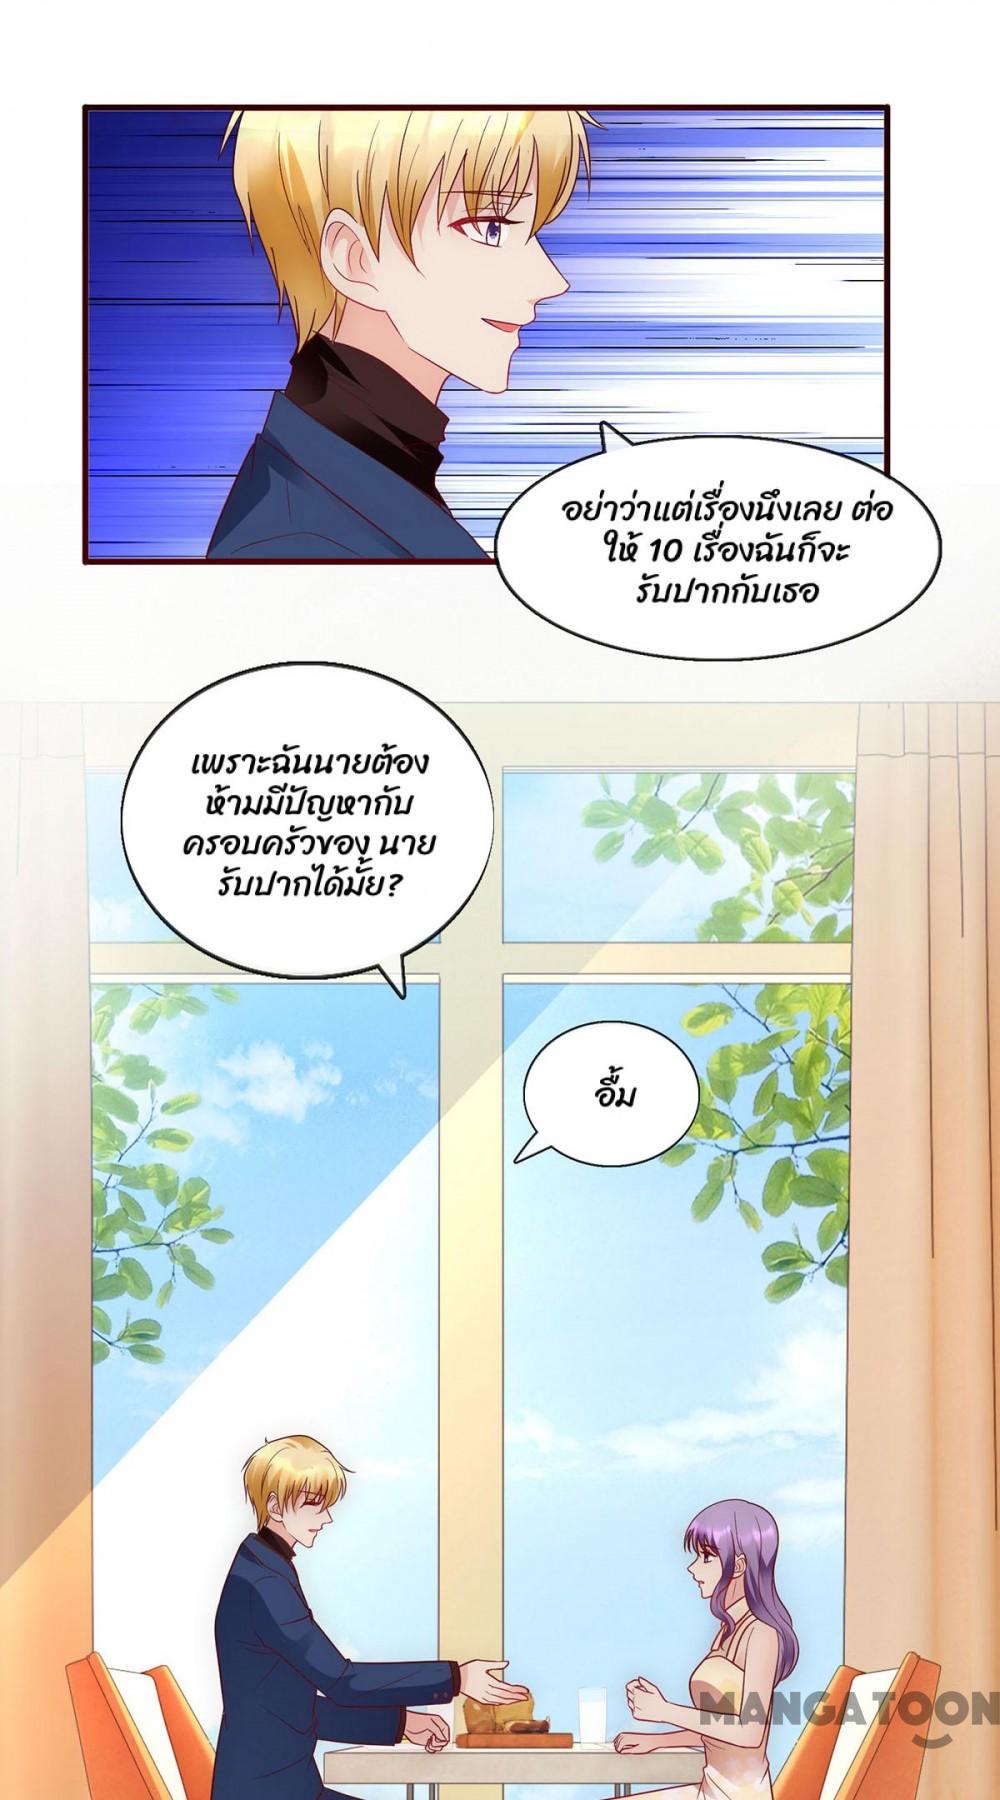 อย่าว่าแต่เรื่องนึงเลย ต่อ
ให้ 10 เรื่องฉันก็จะ
รับปากกับเธอ
เพราะฉันนายต้อง
ห้ามมีปัญหากับ
ครอบครัวของ นาย
รับปากได้มั้ย?
อื้ม
MANGATOON